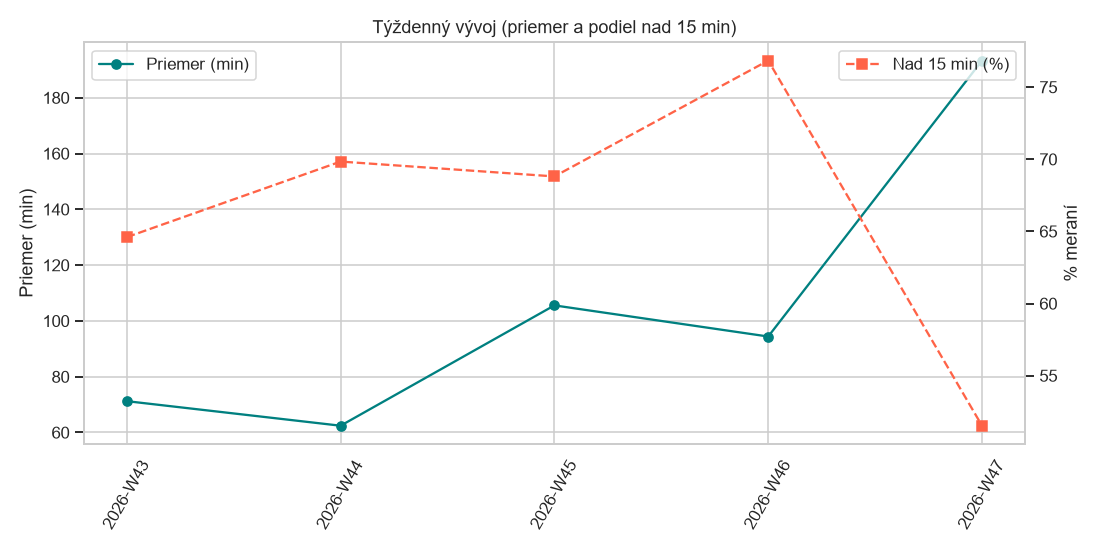 Týždenný vývoj (priemer a podiel nad 15 min)
Priemer (min)
Nad 15 min (%)
Priemer (min)
180
160
140
120
100
80
60
75
70
65
60
55
% meraní
2026-W43
2026-W44
2026-W45
2026-W46
2026-W47